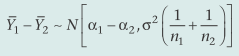 Ȳ₁ − Ȳ₂ ~ N[α₁ − α₂, σ²(1/n₁ + 1/n₂)]